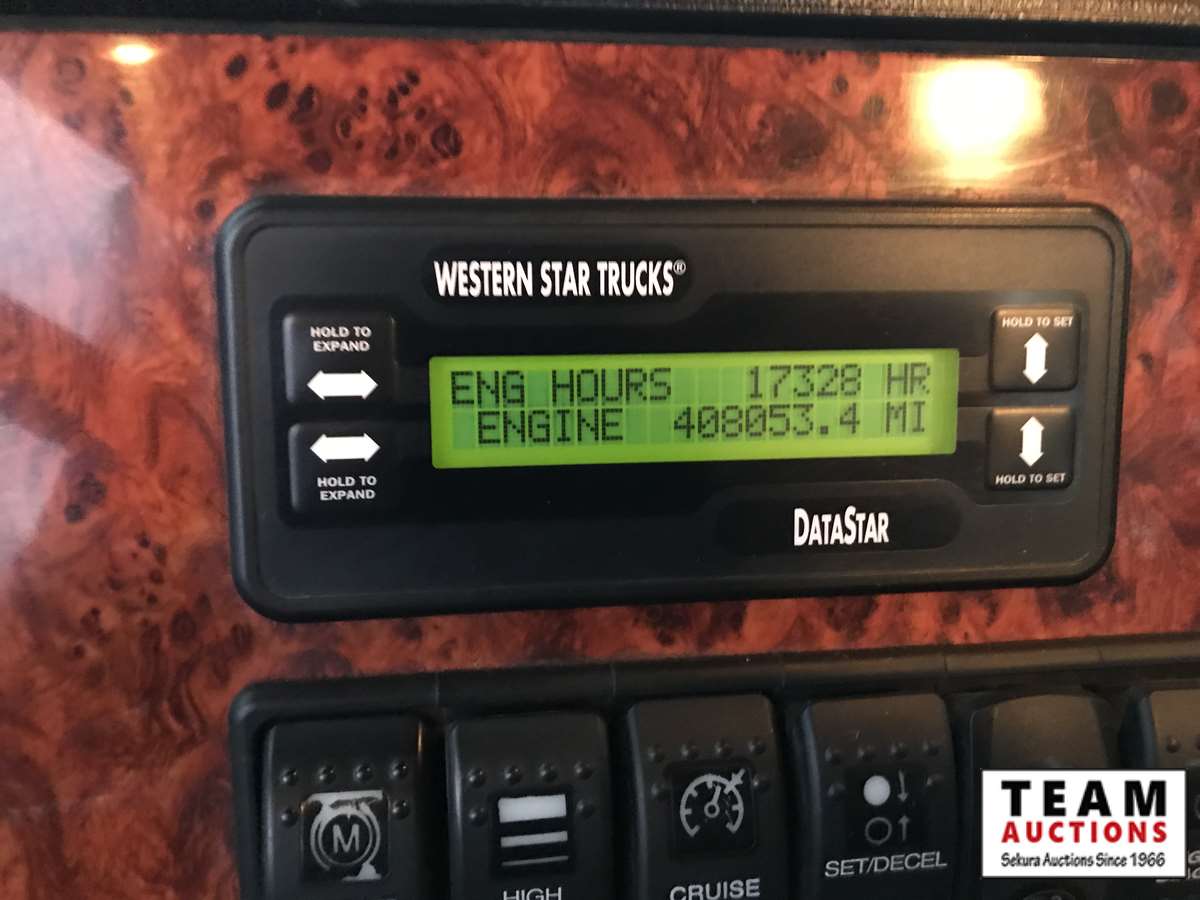 WESTERN STAR TRUCKS®
HOLD TO
EXPAND
HOLD TO SET
ENG HOURS 17328 HR
ENGINE 408053.4 MI
HOLD TO
EXPAND
HOLD TO SET
DATASTAR
M
HIGH
CRUISE
SET/DECEL
TEAM
AUCTIONS
Sekura Auctions Since 1966